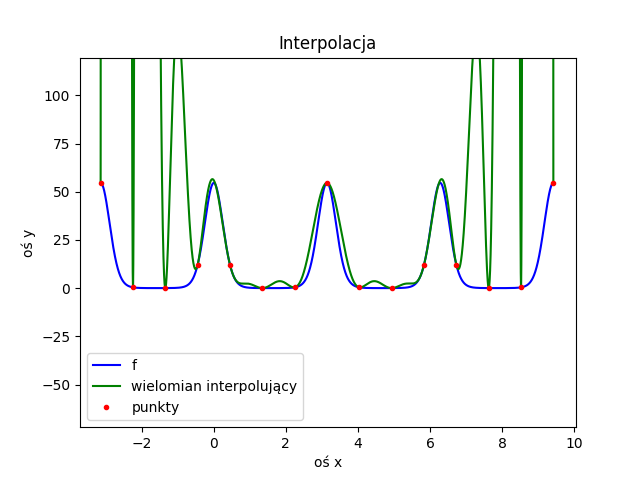 Interpolacja
100
75
50
25
0
−25
−50
oś y
f
wielomian interpolujący
punkty
−2
0
2
4
6
8
10
oś x